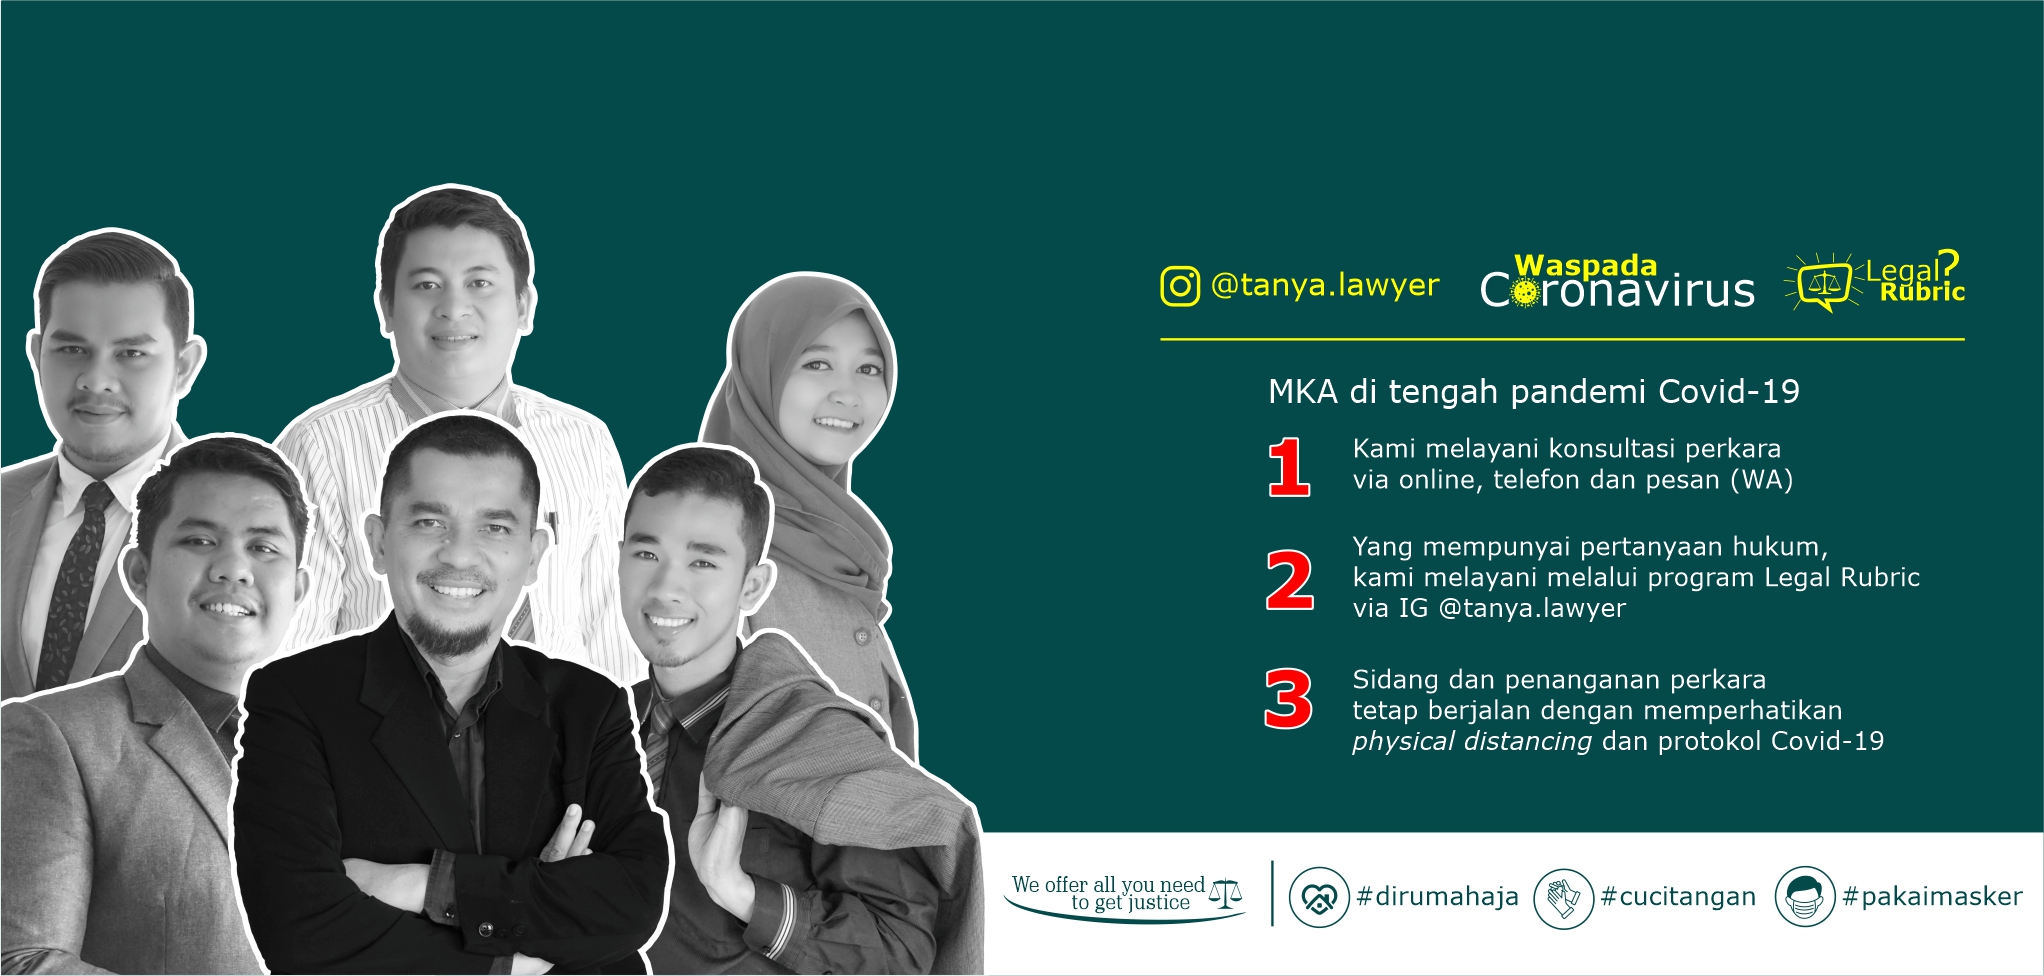 @tanya.lawyer
Waspada
Coronavirus
Legal?
Rubric
MKA di tengah pandemi Covid-19
1
Kami melayani konsultasi perkara
via online, telefon dan pesan (WA)
2
Yang mempunyai pertanyaan hukum,
kami melayani melalui program Legal Rubric
via IG @tanya.lawyer
3
Sidang dan penanganan perkara
tetap berjalan dengan memperhatikan
physical distancing dan protokol Covid-19
We offer all you need
to get justice
#dirumahaja
#cucitangan
#pakaimasker